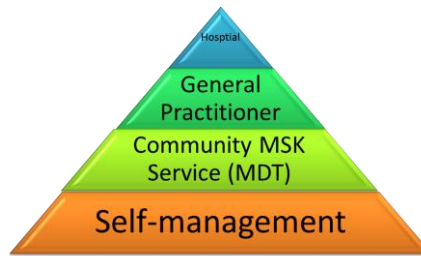 Hosptial
General
Practitioner
Community MSK
Service (MDT)
Self-management